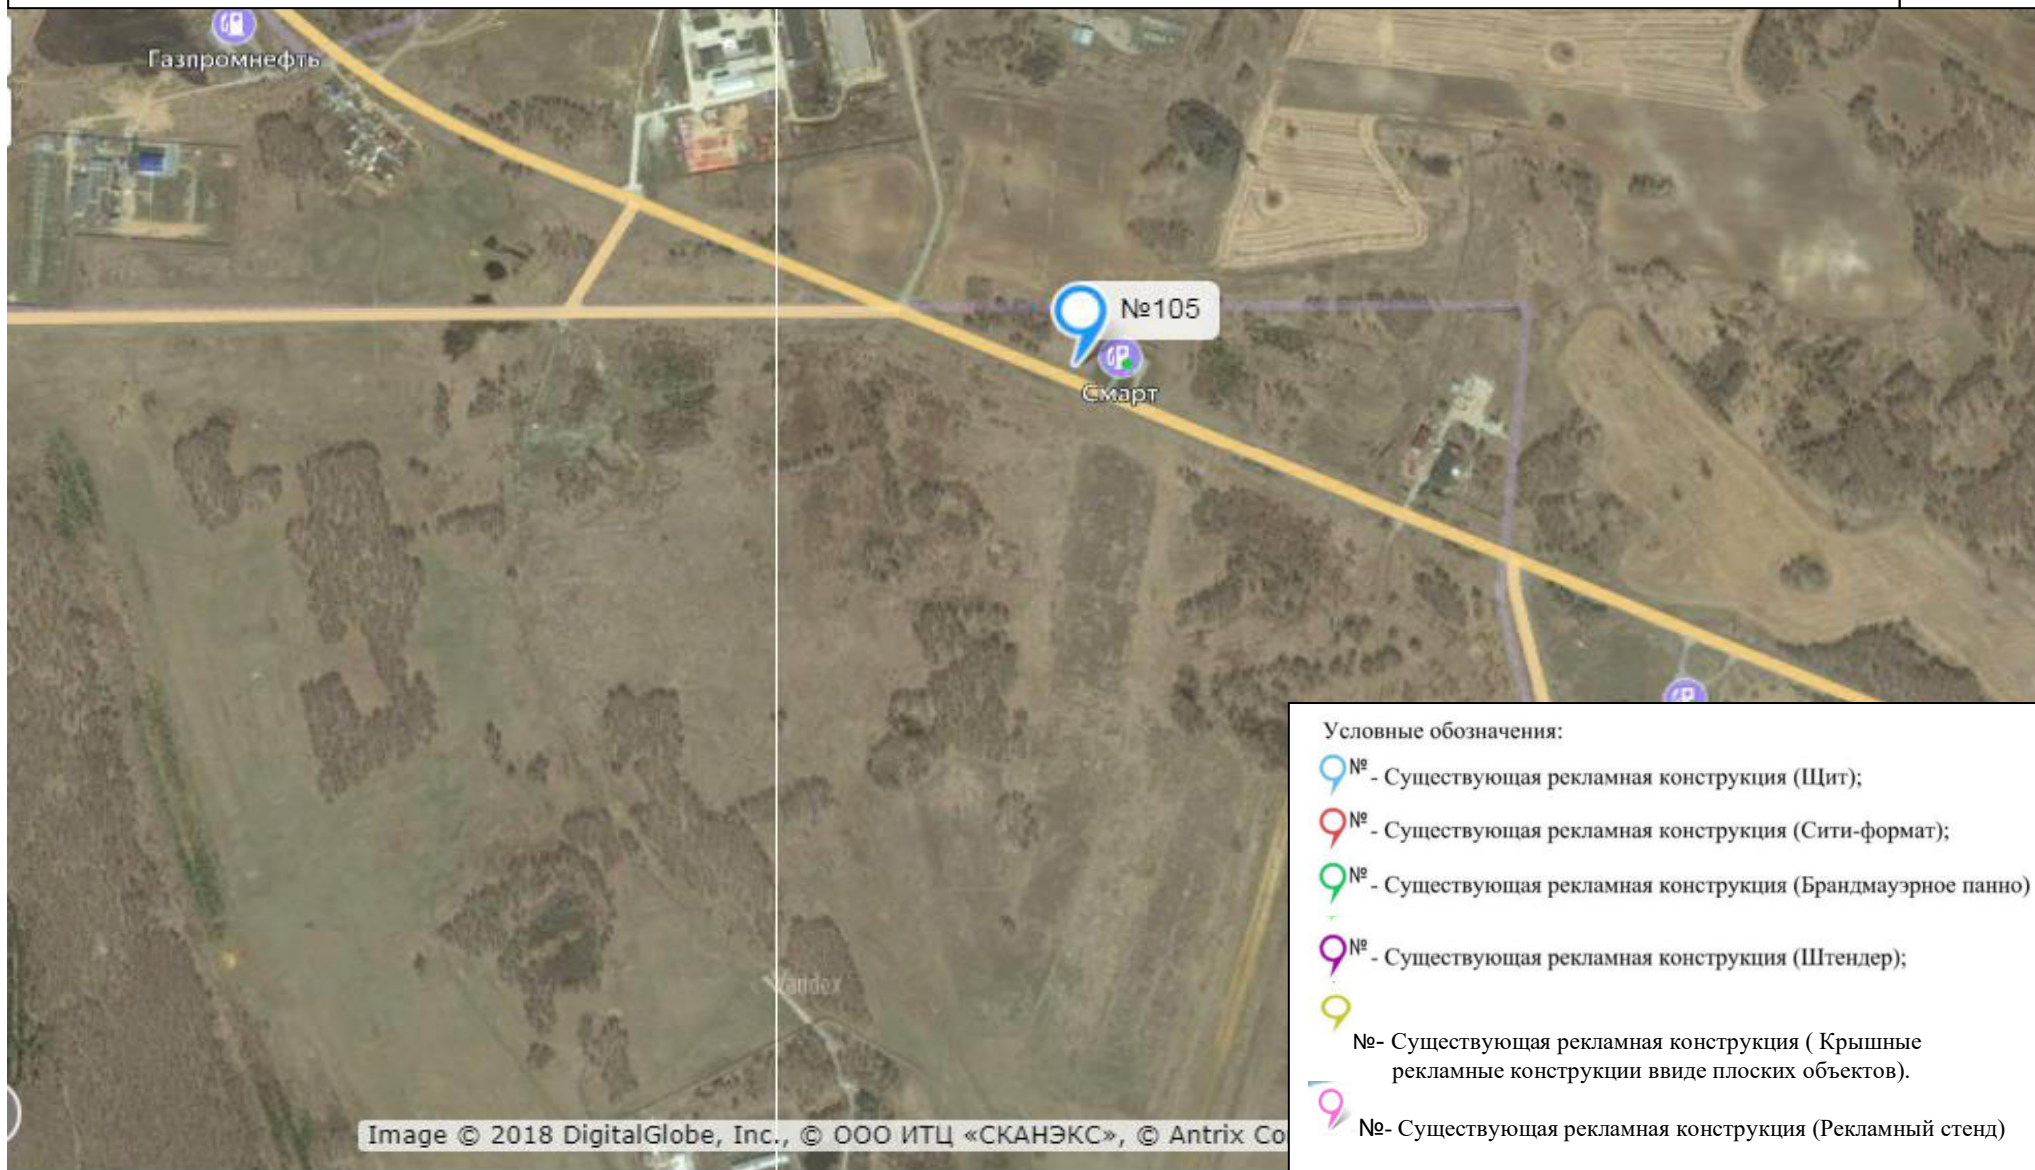 Газпромнефть
№105
Смарт
Условные обозначения:
№ - Существующая рекламная конструкция (Щит);
№ - Существующая рекламная конструкция (Сити-формат);
№ - Существующая рекламная конструкция (Брандмауэрное панно)
№ - Существующая рекламная конструкция (Штендер);
№- Существующая рекламная конструкция ( Крышные
рекламные конструкции ввиде плоских объектов).
№- Существующая рекламная конструкция (Рекламный стенд)
Yandex
Image © 2018 DigitalGlobe, Inc., © ООО ИТЦ «СКАНЭКС», © Antrix Co